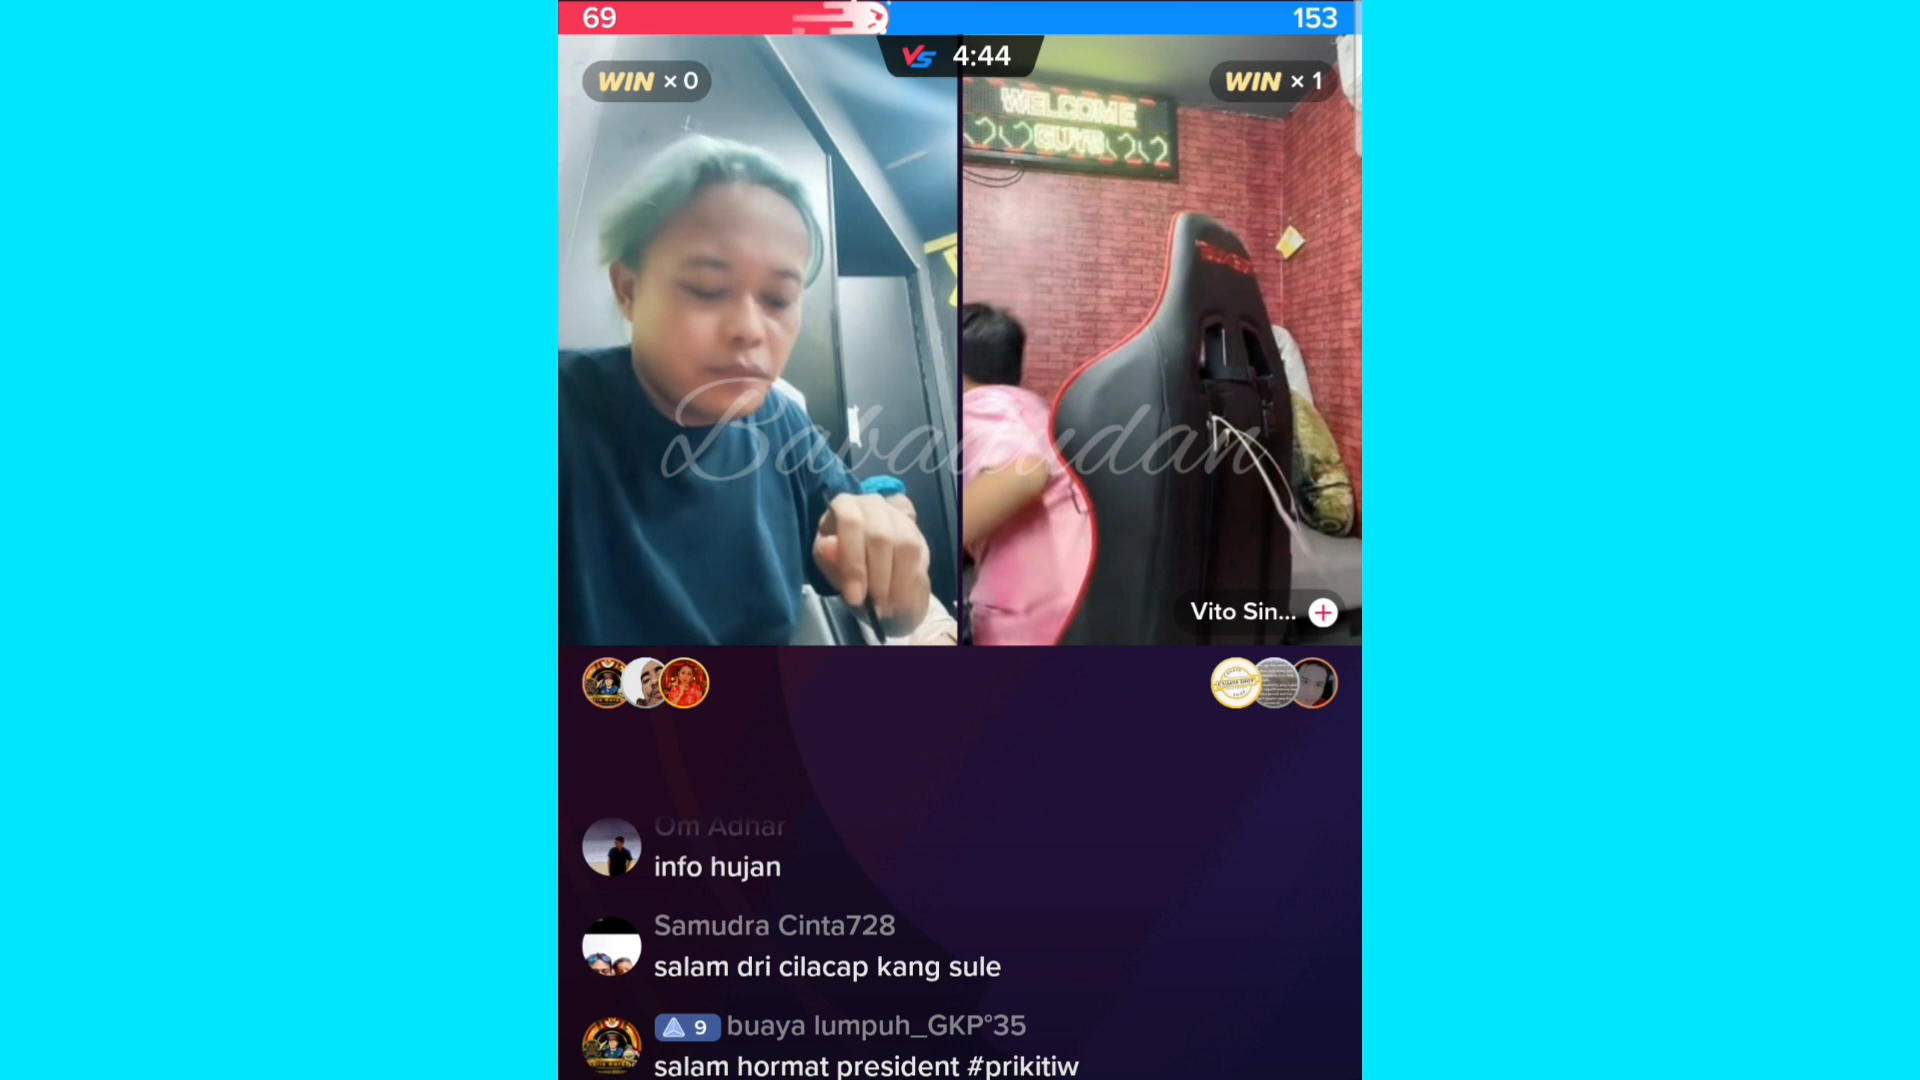 69
153
VS 4:44
WIN × 0
WIN × 1
WELCOME
GUYS
Vito Sin...
Om Adhar
info hujan
Samudra Cinta728
salam dri cilacap kang sule
9 buaya lumpuh_GKP°35
salam hormat president #prikitiw